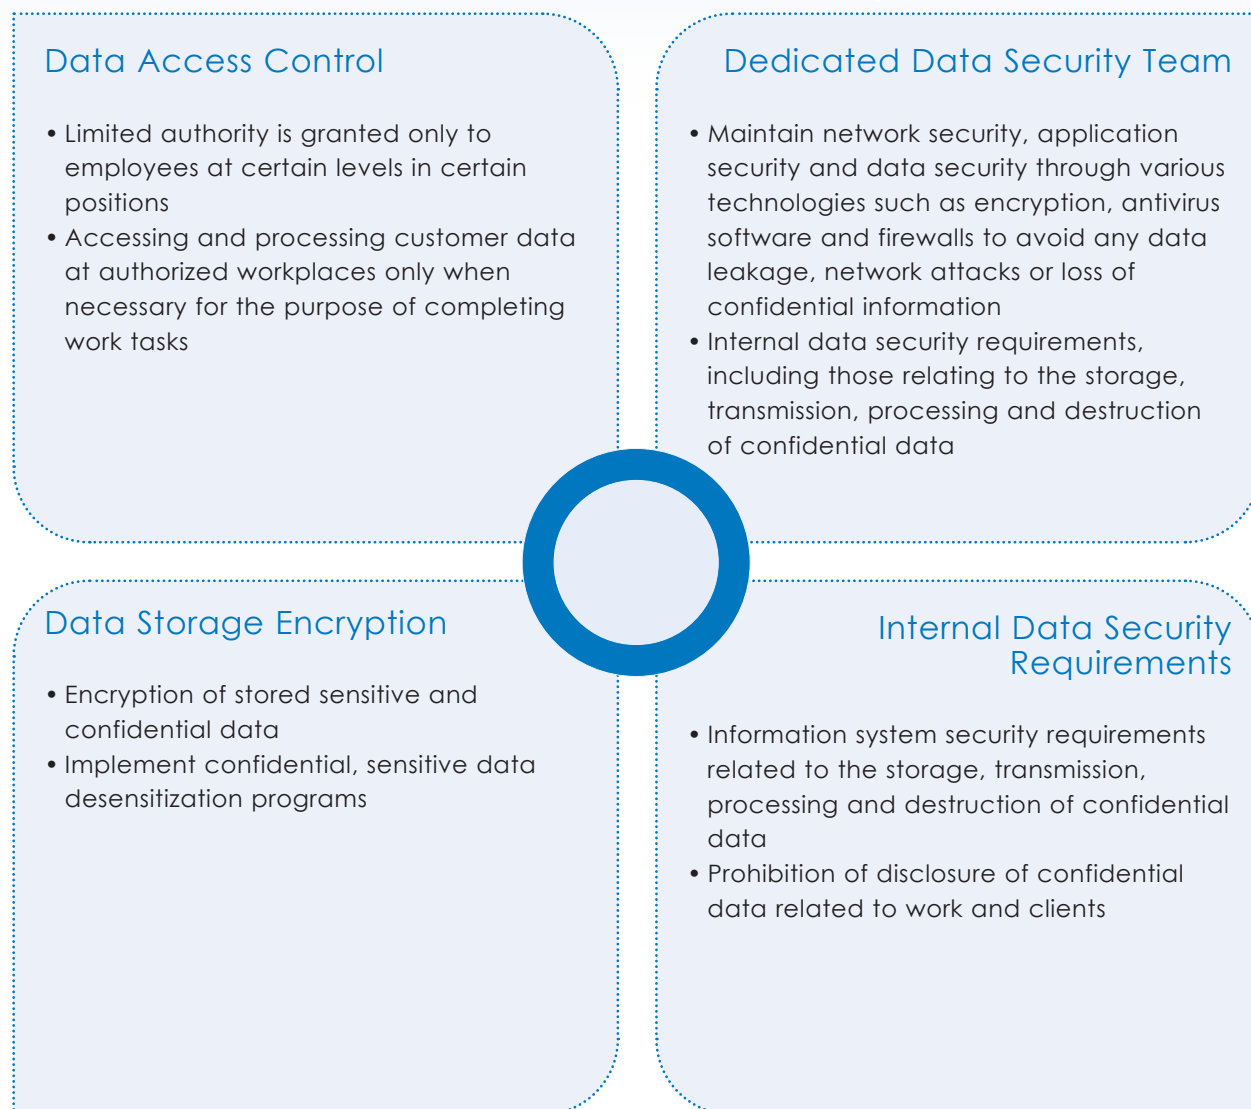 Data Access Control
• Limited authority is granted only to
employees at certain levels in certain
positions
• Accessing and processing customer data
at authorized workplaces only when
necessary for the purpose of completing
work tasks
Dedicated Data Security Team
• Maintain network security, application
security and data security through various
technologies such as encryption, antivirus
software and firewalls to avoid any data
leakage, network attacks or loss of
confidential information
• Internal data security requirements,
including those relating to the storage,
transmission, processing and destruction
of confidential data
Data Storage Encryption
• Encryption of stored sensitive and
confidential data
• Implement confidential, sensitive data
desensitization programs
Internal Data Security
Requirements
• Information system security requirements
related to the storage, transmission,
processing and destruction of confidential
data
• Prohibition of disclosure of confidential
data related to work and clients